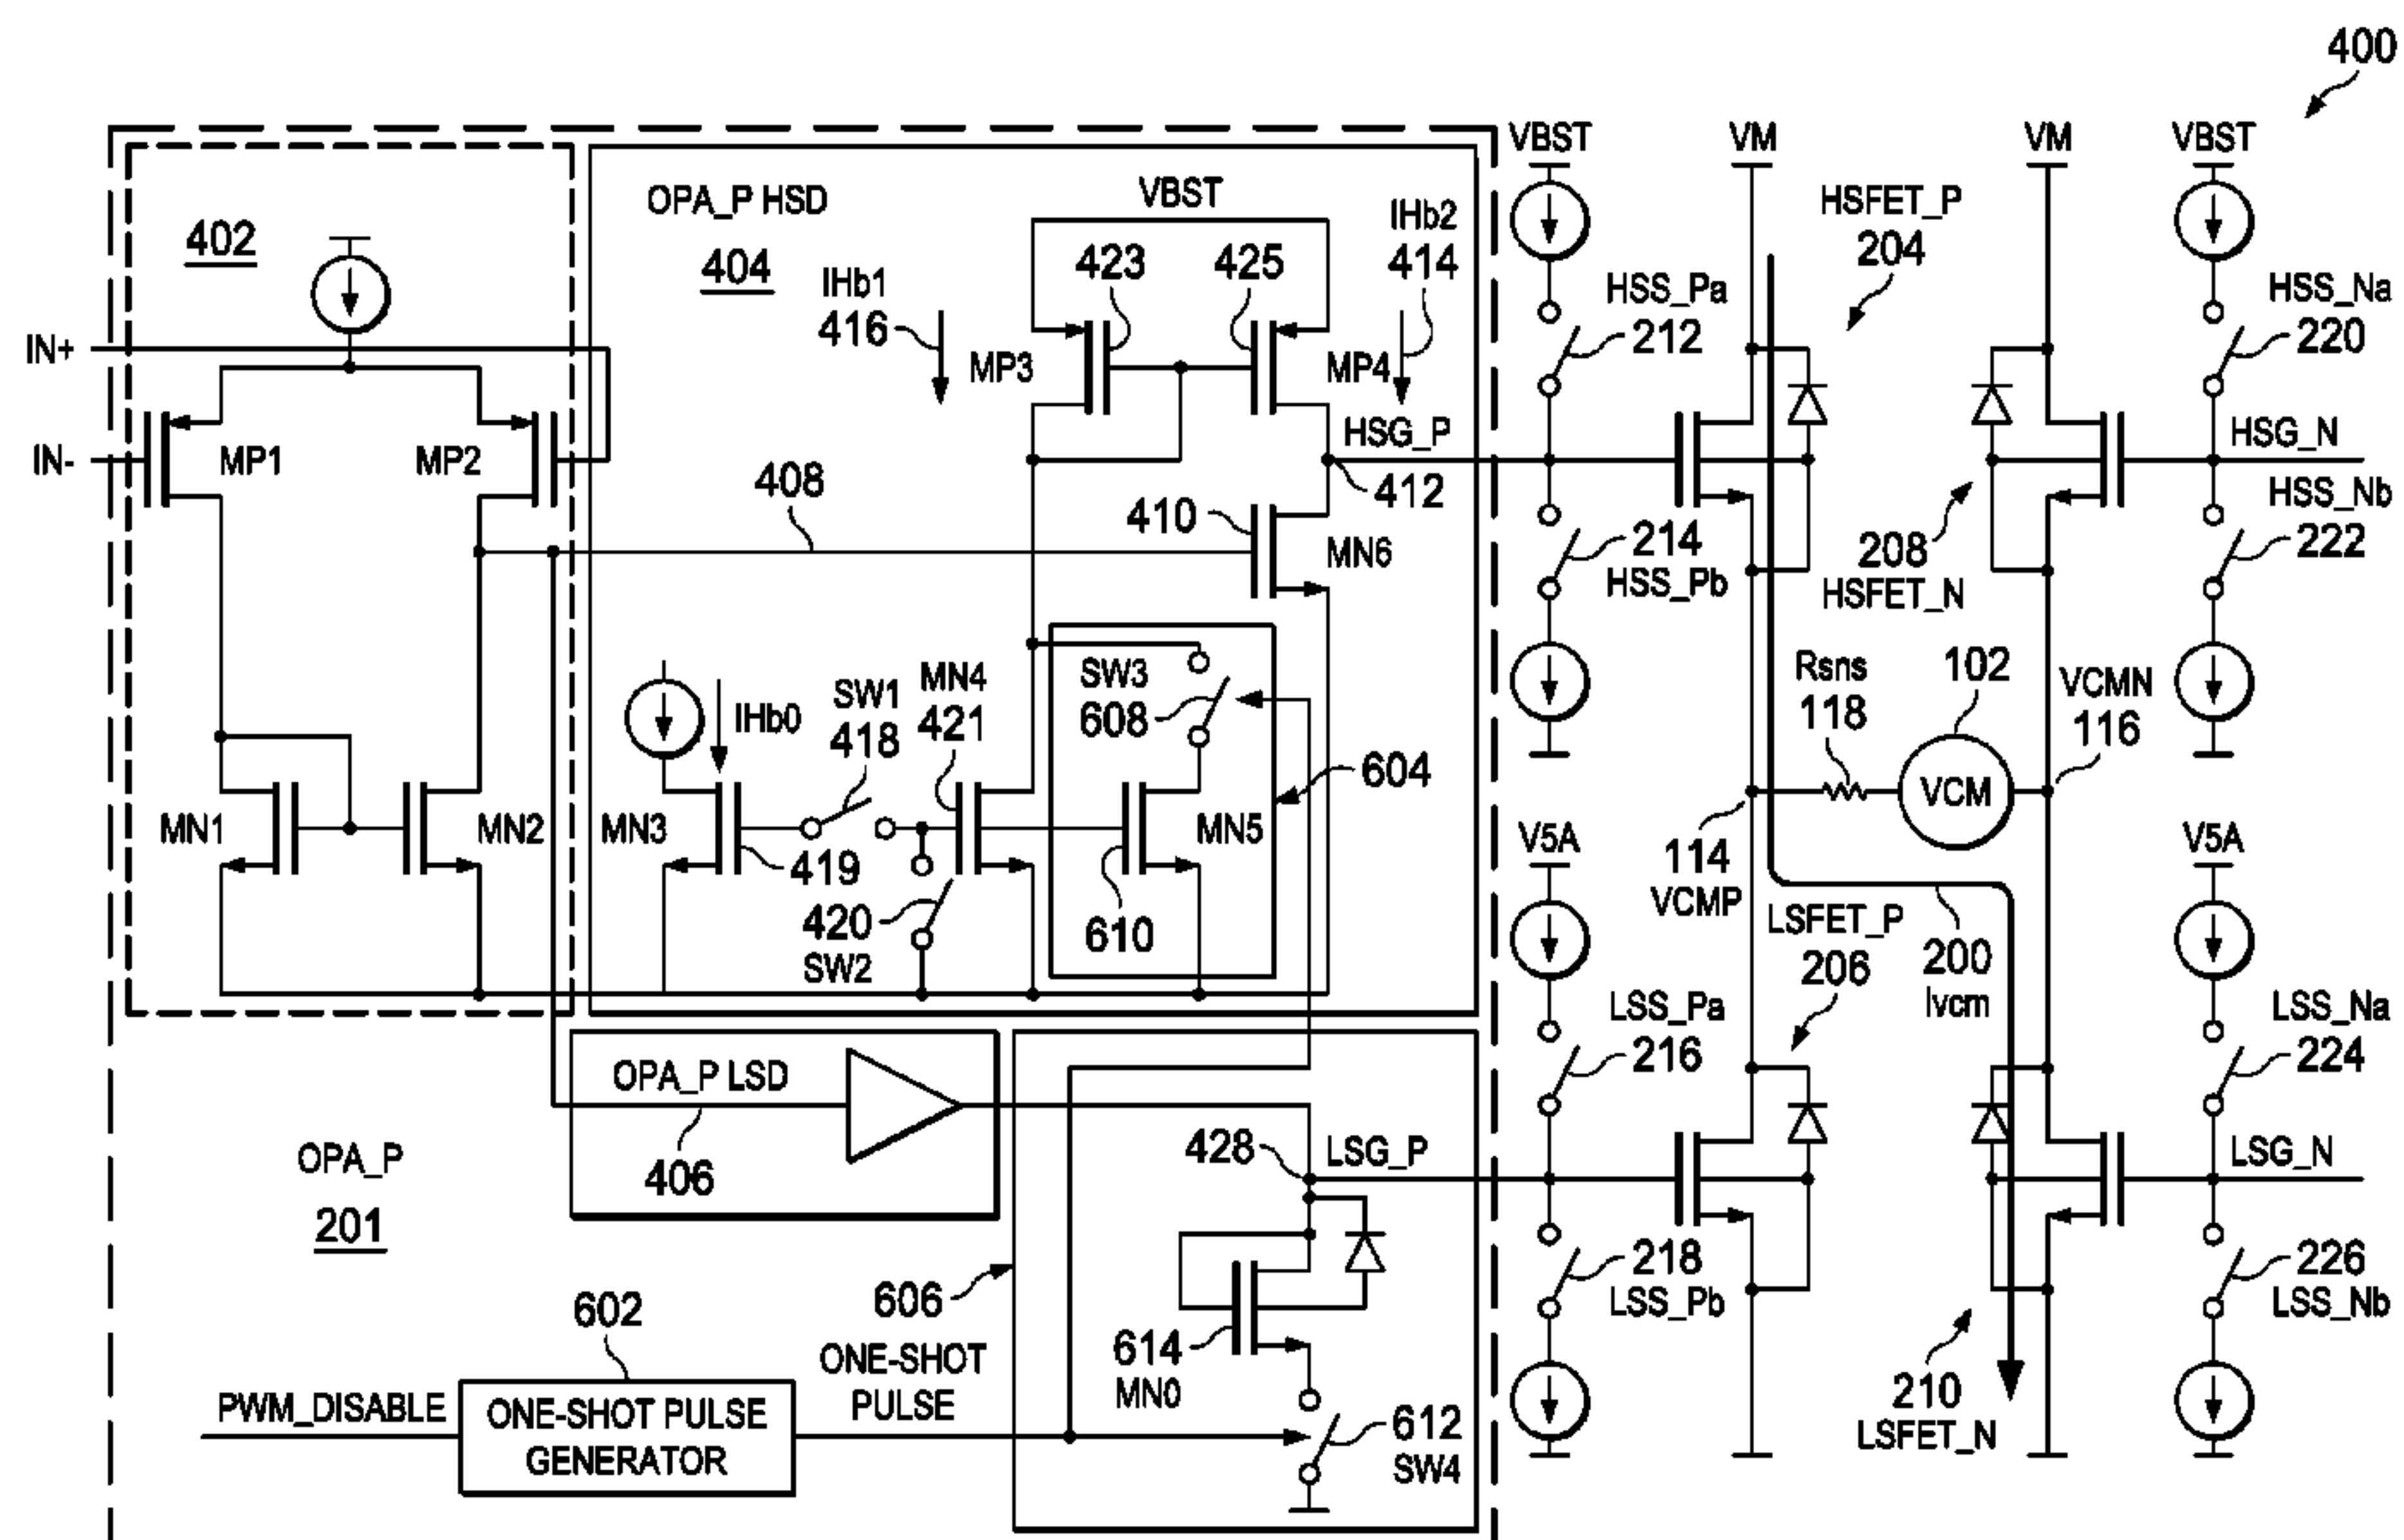 400
VBST
VM
VM
VBST
402
OPA_P HSD
404
VBST
IHb1
416
423
425
IHb2
414
MP3
MP4
IN+
IN-
MP1
MP2
408
HSG_P
412
410
MN6
HSS_Pa
212
214
HSS_Pb
HSFET_P
204
208
HSFET_N
HSS_Na
220
HSG_N
HSS_Nb
222
IHb0
SW1
418
MN4
421
SW3
608
604
MN1
MN2
MN3
419
420
SW2
610
MN5
Rsns
118
102
VCM
VCMN
116
114
VCMP
V5A
V5A
LSFET_P
206
200
Ivcm
LSS_Pa
216
LSS_Na
224
OPA_P LSD
406
428
LSG_P
LSG_N
OPA_P
201
606
614
MN0
218
LSS_Pb
226
LSS_Nb
210
LSFET_N
602
PWM_DISABLE
ONE-SHOT PULSE
GENERATOR
ONE-SHOT
PULSE
612
SW4